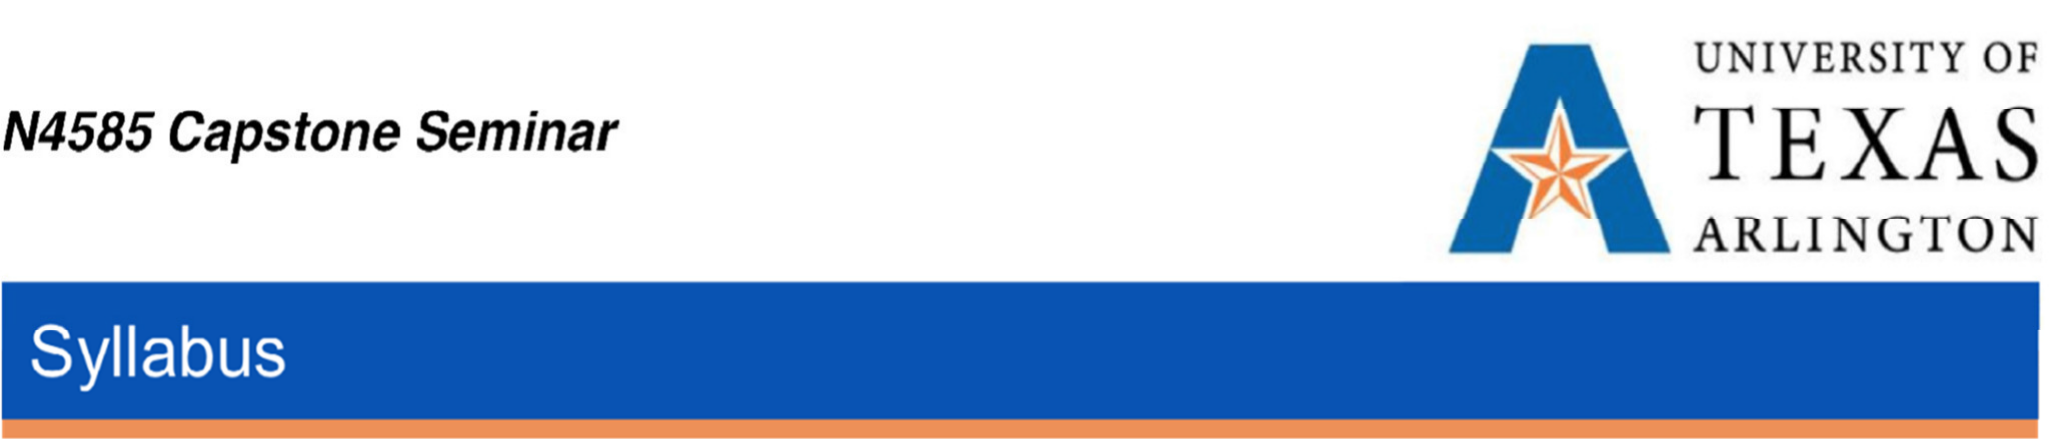 N4585 Capstone Seminar
UNIVERSITY OF
TEXAS
ARLINGTON
Syllabus